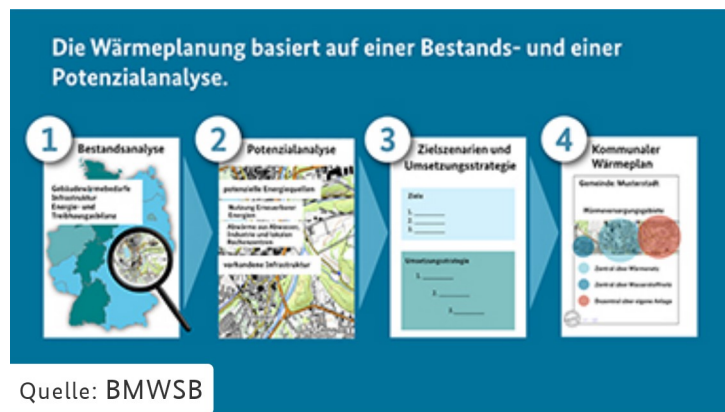 Die Wärmeplanung basiert auf einer Bestands- und einer
Potenzialanalyse.
1
Bestandsanalyse
Gebäudewärmebedarfe
Infrastruktur
Energie- und
Treibhausgasbilanz
2
Potenzialanalyse
potenzielle Energiequellen
Nutzung Erneuerbarer
Energien
Abwärme aus Abwasser,
Industrie und lokalen
Rechenzentren
vorhandene Infrastruktur
3
Zielszenarien und
Umsetzungsstrategie
Ziele
1.
2.
3.
Umsetzungsstrategie
1.
2.
3.
4
Kommunaler
Wärmeplan
Gemeinde: Musterstadt
Wärmeversorgungsgebiete
Zentral über Wärmenetz
Zentral über Wasserstoffnetz
Dezentral über eigene Anlage
Quelle: BMWSB